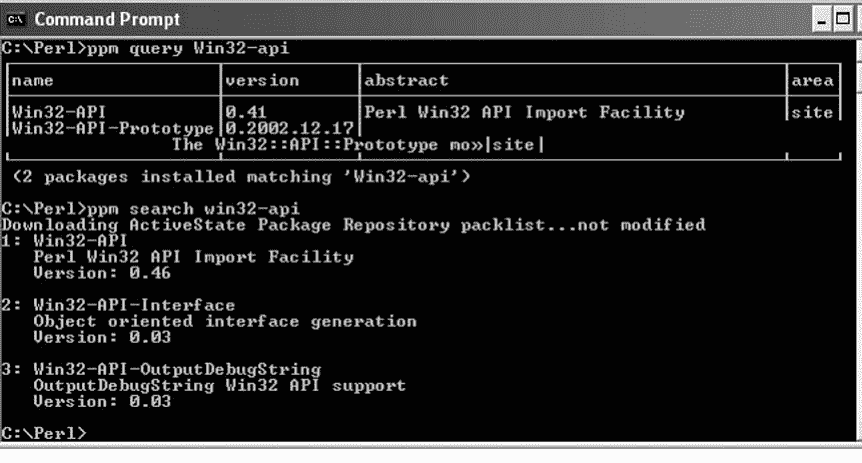 Command Prompt
C:\Perl>ppm query Win32-api
name version abstract area
Win32-API 0.41 Perl Win32 API Import Facility site
Win32-API-Prototype 0.2002.12.17
The Win32::API::Prototype mo»|site|
(2 packages installed matching 'Win32-api')
C:\Perl>ppm search win32-api
Downloading ActiveState Package Repository packlist...not modified
1: Win32-API
Perl Win32 API Import Facility
Version: 0.46
2: Win32-API-Interface
Object oriented interface generation
Version: 0.03
3: Win32-API-OutputDebugString
OutputDebugString Win32 API support
Version: 0.03
C:\Perl>